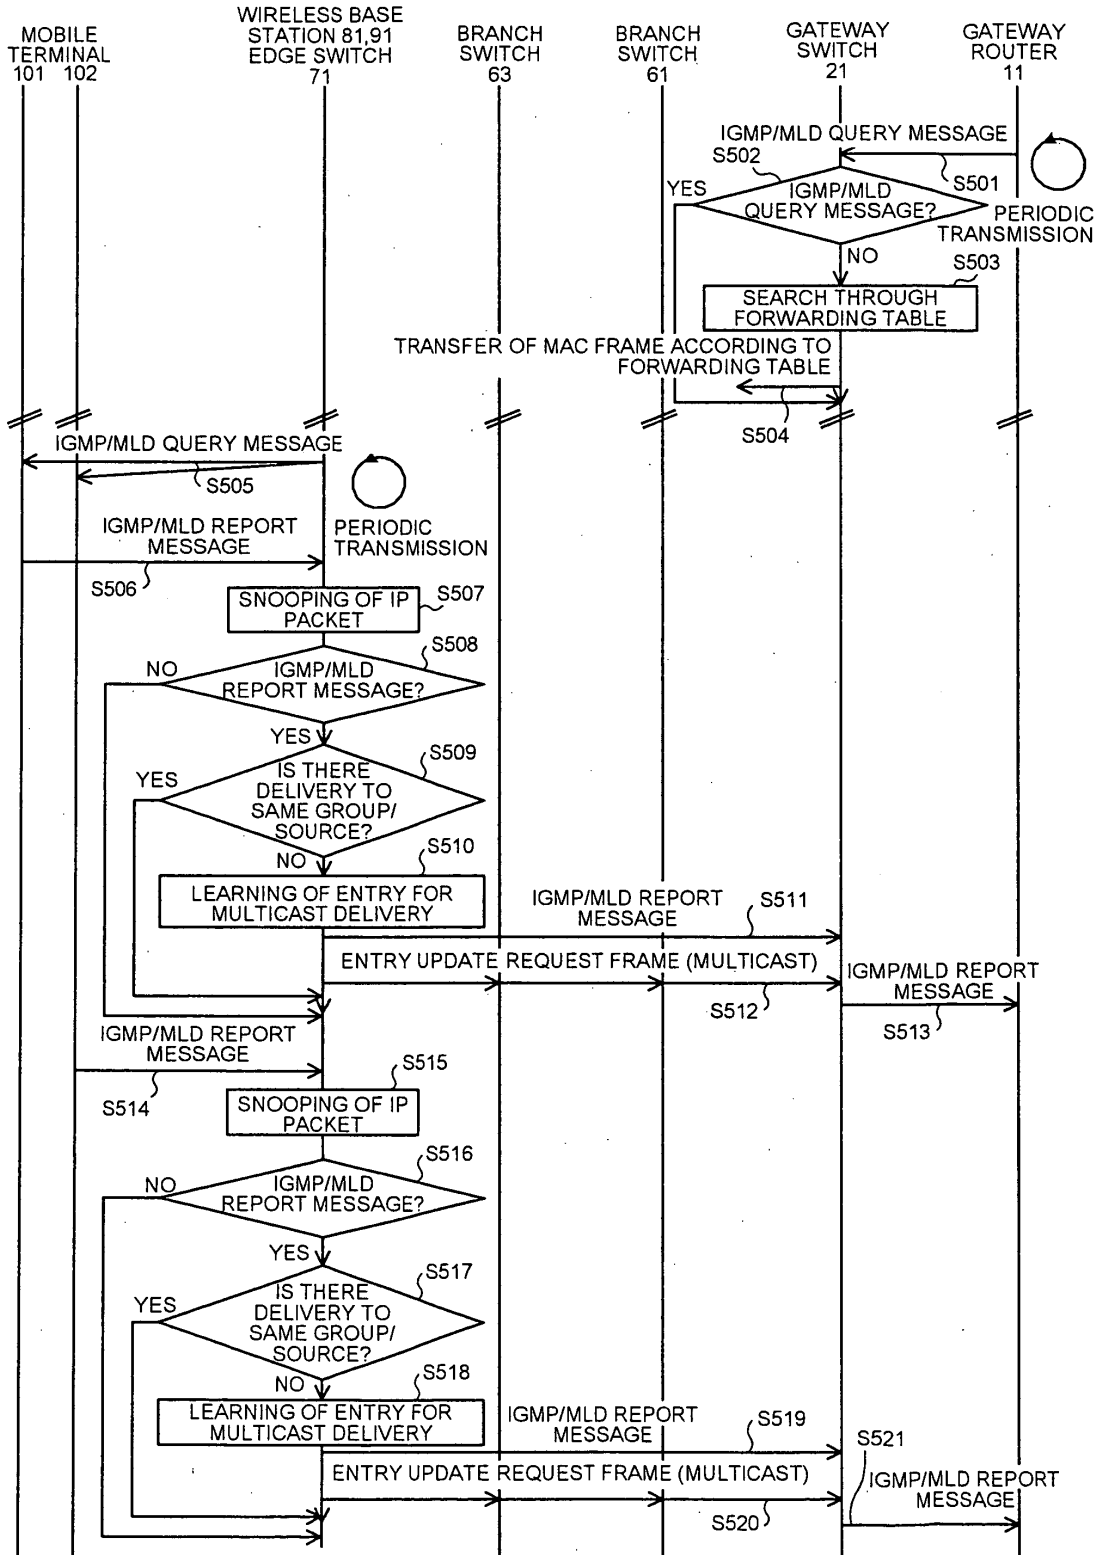 MOBILE
TERMINAL
101 102
WIRELESS BASE
STATION 81,91
EDGE SWITCH
71
BRANCH
SWITCH
63
BRANCH
SWITCH
61
GATEWAY
SWITCH
21
GATEWAY
ROUTER
11
IGMP/MLD QUERY MESSAGE
S502
S501
YES
IGMP/MLD
QUERY MESSAGE?
PERIODIC
TRANSMISSION
NO
S503
SEARCH THROUGH
FORWARDING TABLE
TRANSFER OF MAC FRAME ACCORDING TO
FORWARDING TABLE
S504
IGMP/MLD QUERY MESSAGE
S505
PERIODIC
TRANSMISSION
IGMP/MLD REPORT
MESSAGE
S506
S507
SNOOPING OF IP
PACKET
S508
NO
IGMP/MLD
REPORT MESSAGE?
YES
S509
YES
IS THERE
DELIVERY TO
SAME GROUP/
SOURCE?
NO
S510
LEARNING OF ENTRY FOR
MULTICAST DELIVERY
IGMP/MLD REPORT
MESSAGE
S511
ENTRY UPDATE REQUEST FRAME (MULTICAST)
S512
IGMP/MLD REPORT
MESSAGE
S513
IGMP/MLD REPORT
MESSAGE
S514
S515
SNOOPING OF IP
PACKET
S516
NO
IGMP/MLD
REPORT MESSAGE?
YES
S517
YES
IS THERE
DELIVERY TO
SAME GROUP/
SOURCE?
NO
S518
LEARNING OF ENTRY FOR
MULTICAST DELIVERY
IGMP/MLD REPORT
MESSAGE
S519
ENTRY UPDATE REQUEST FRAME (MULTICAST)
S520
S521
IGMP/MLD REPORT
MESSAGE